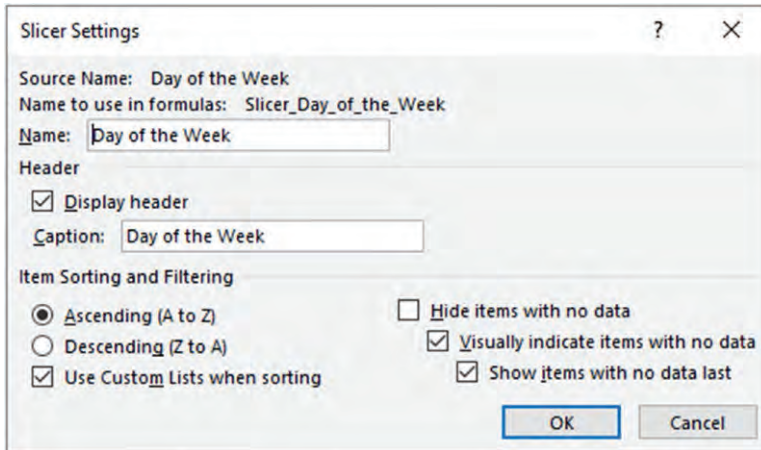 Slicer Settings ? ×
Source Name: Day of the Week
Name to use in formulas: Slicer_Day_of_the_Week
Name: Day of the Week
Header
Display header
Caption: Day of the Week
Item Sorting and Filtering
Ascending (A to Z)
Descending (Z to A)
Use Custom Lists when sorting
Hide items with no data
Visually indicate items with no data
Show items with no data last
OK Cancel